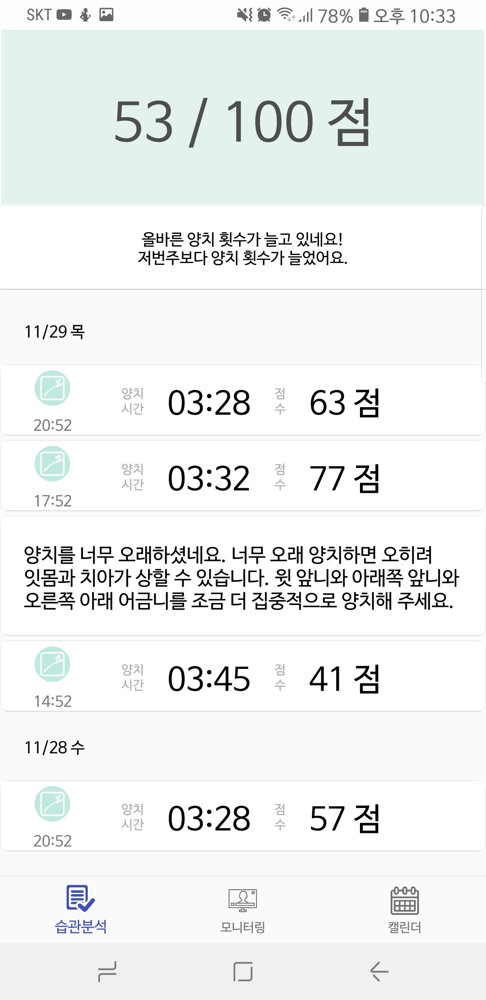 SKT 78% 오후 10:33
53 / 100 점
올바른 양치 횟수가 늘고 있네요!
저번주보다 양치 횟수가 늘었어요.
11/29 목
양치 시간 03:28 점수 63 점
20:52
양치 시간 03:32 점수 77 점
17:52
양치를 너무 오래하셨네요. 너무 오래 양치하면 오히려
잇몸과 치아가 상할 수 있습니다. 윗 앞니와 아래쪽 앞니와
오른쪽 아래 어금니를 조금 더 집중적으로 양치해 주세요.
양치 시간 03:45 점수 41 점
14:52
11/28 수
양치 시간 03:28 점수 57 점
20:52
습관분석 모니터링 캘린더